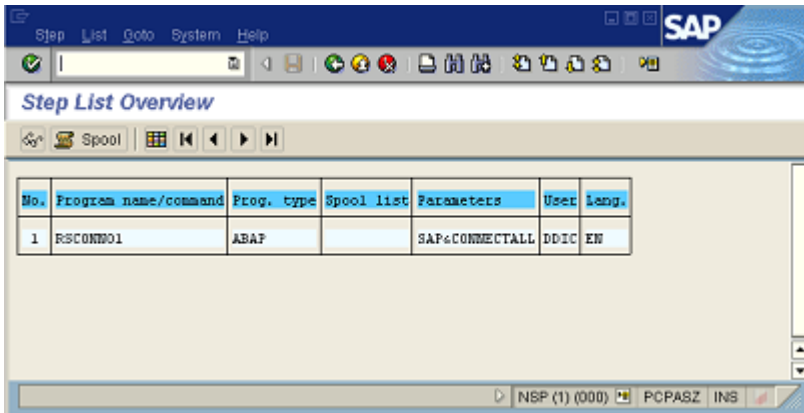 Step List Goto System Help
SAP
Step List Overview
Spool
No. Program name/command Prog. type Spool list Parameters User Lang.
1 RSCONN01 ABAP SAP&CONNECTALL DDIC EN
NSP (1) (000) PCPASZ INS